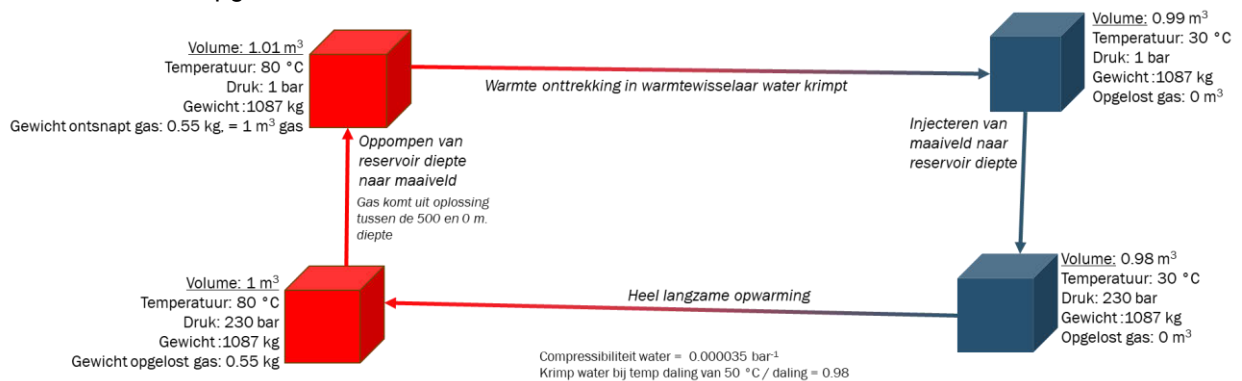 Volume: 1.01 m³
Temperatuur: 80 °C
Druk: 1 bar
Gewicht :1087 kg
Gewicht ontsnapt gas: 0.55 kg, = 1 m³ gas
Warmte onttrekking in warmtewisselaar water krimpt
Volume: 0.99 m³
Temperatuur: 30 °C
Druk: 1 bar
Gewicht :1087 kg
Opgelost gas: 0 m³
Oppompen van
reservoir diepte
naar maaiveld
Gas komt uit oplossing
tussen de 500 en 0 m.
diepte
Injecteren van
maaiveld naar
reservoir diepte
Volume: 1 m³
Temperatuur: 80 °C
Druk: 230 bar
Gewicht :1087 kg
Gewicht opgelost gas: 0.55 kg
Heel langzame opwarming
Volume: 0.98 m³
Temperatuur: 30 °C
Druk: 230 bar
Gewicht :1087 kg
Opgelost gas: 0 m³
Compressibiliteit water = 0.000035 bar⁻¹
Krimp water bij temp daling van 50 °C / daling = 0.98